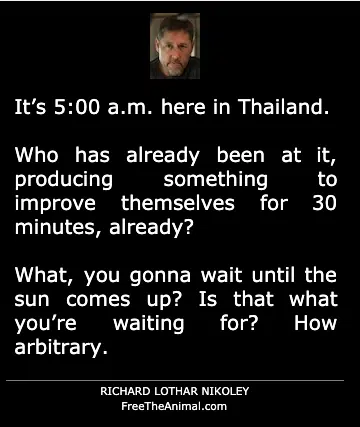 It’s 5:00 a.m. here in Thailand.
Who has already been at it,
producing something to
improve themselves for 30
minutes, already?
What, you gonna wait until the
sun comes up? Is that what
you’re waiting for? How
arbitrary.
RICHARD LOTHAR NIKOLEY
FreeTheAnimal.com